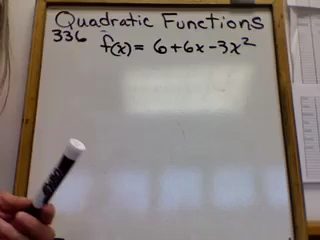 Quadratic Functions
336 f(x) = 6+6x-3x²